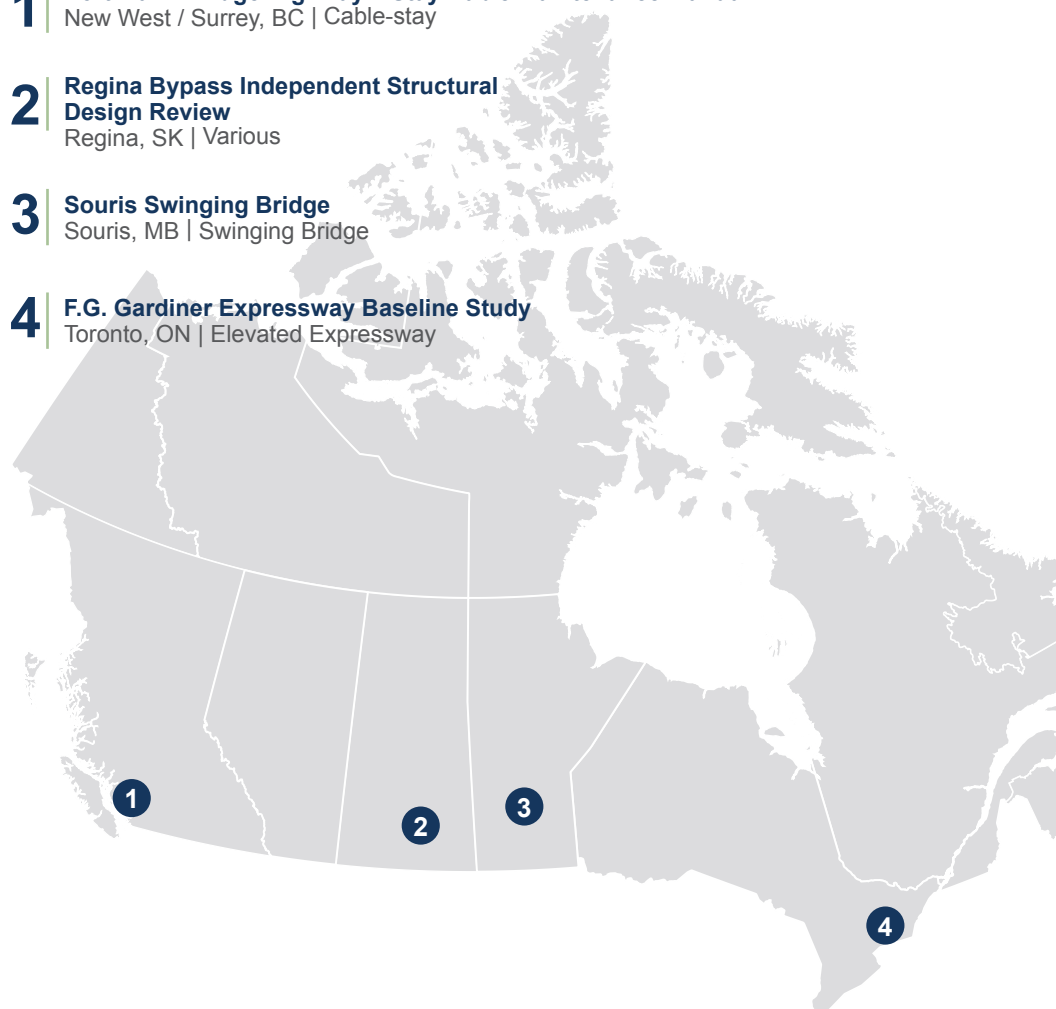 1
New West / Surrey, BC | Cable-stay
2
Regina Bypass Independent Structural
Design Review
Regina, SK | Various
3
Souris Swinging Bridge
Souris, MB | Swinging Bridge
4
F.G. Gardiner Expressway Baseline Study
Toronto, ON | Elevated Expressway
1
2
3
4